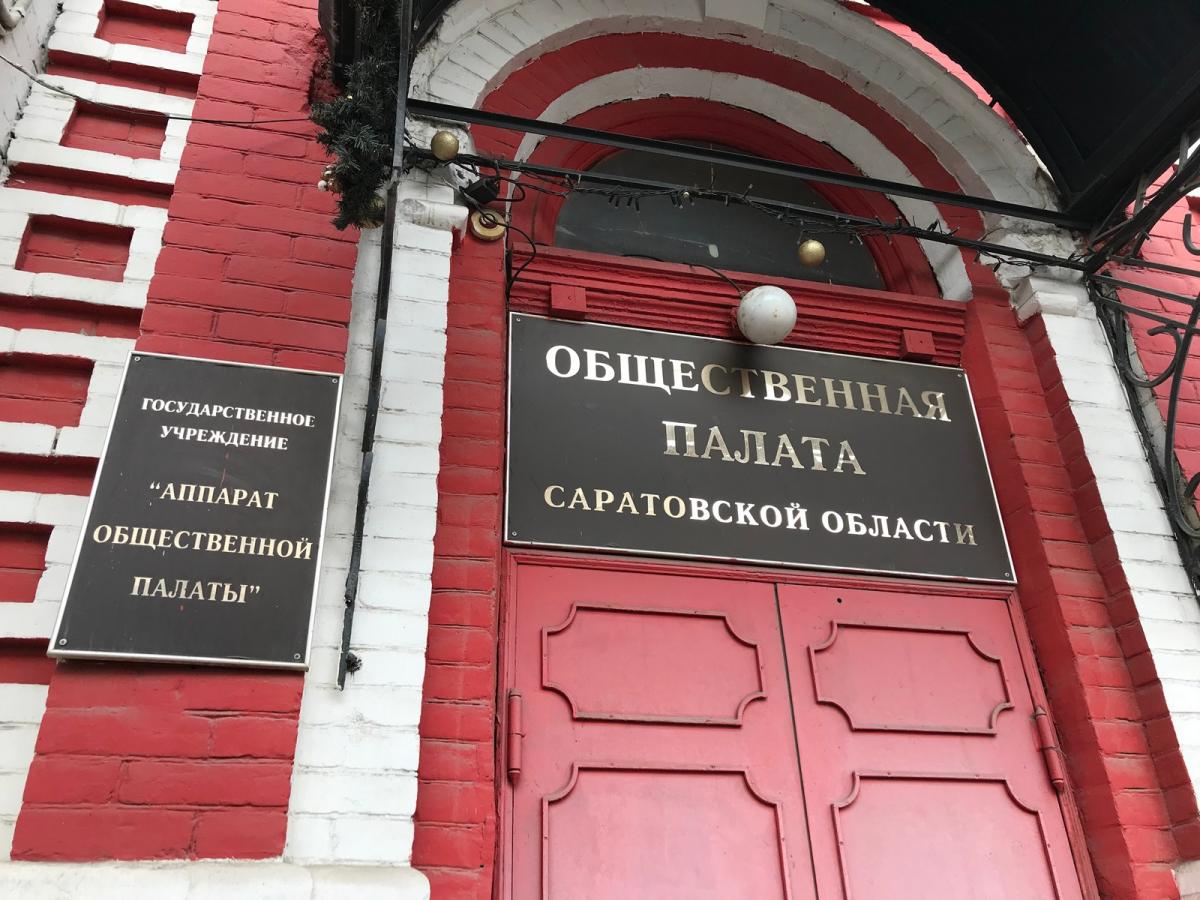 ГОСУДАРСТВЕННОЕ
УЧРЕЖДЕНИЕ
“АППАРАТ
ОБЩЕСТВЕННОЙ
ПАЛАТЫ”
ОБЩЕСТВЕННАЯ
ПАЛАТА
САРАТОВСКОЙ ОБЛАСТИ